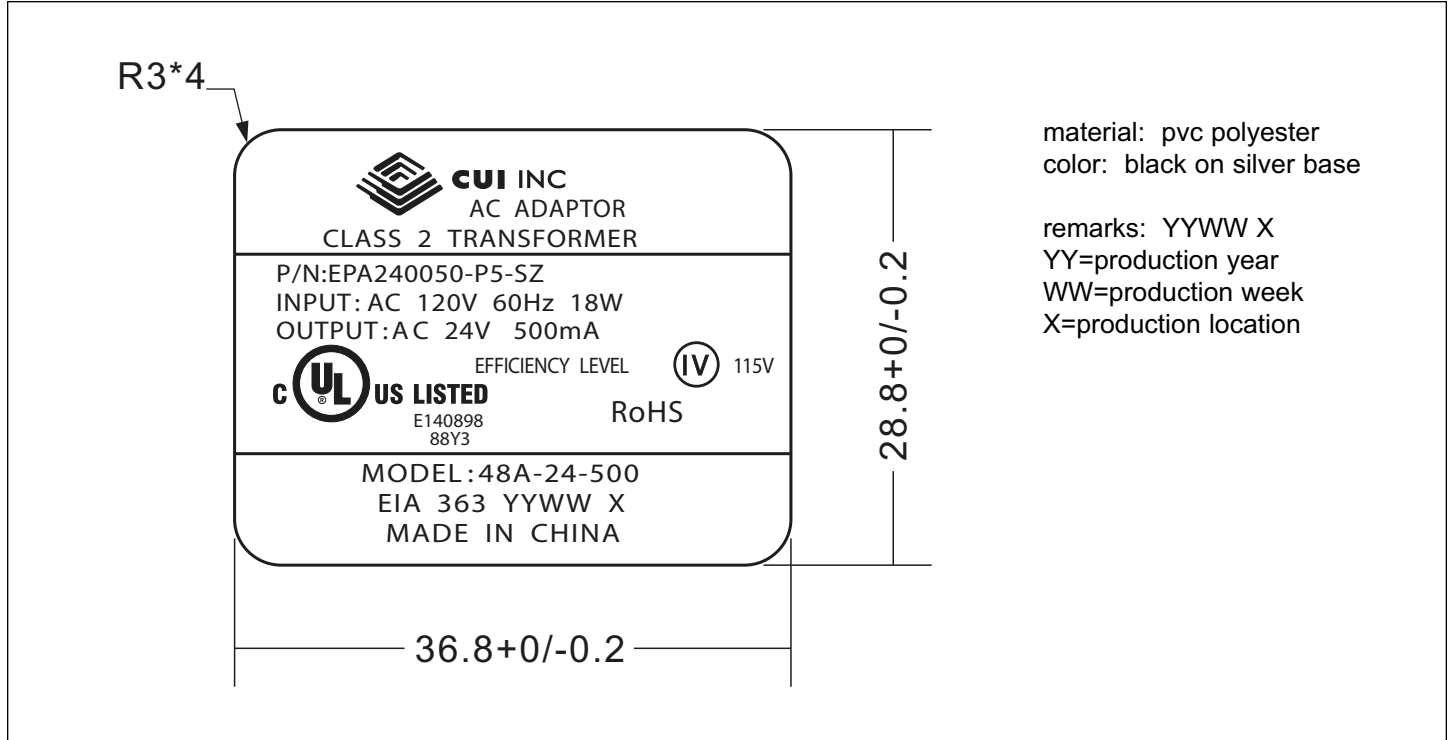 R3*4
CUI INC
AC ADAPTOR
CLASS 2 TRANSFORMER
P/N:EPA240050-P5-SZ
INPUT: AC 120V 60Hz 18W
OUTPUT:AC 24V 500mA
EFFICIENCY LEVEL IV 115V
C UL ® US LISTED
RoHS
E140898
88Y3
MODEL:48A-24-500
EIA 363 YYWW X
MADE IN CHINA
28.8+0/-0.2
36.8+0/-0.2
material: pvc polyester
color: black on silver base
remarks: YYWW X
YY=production year
WW=production week
X=production location